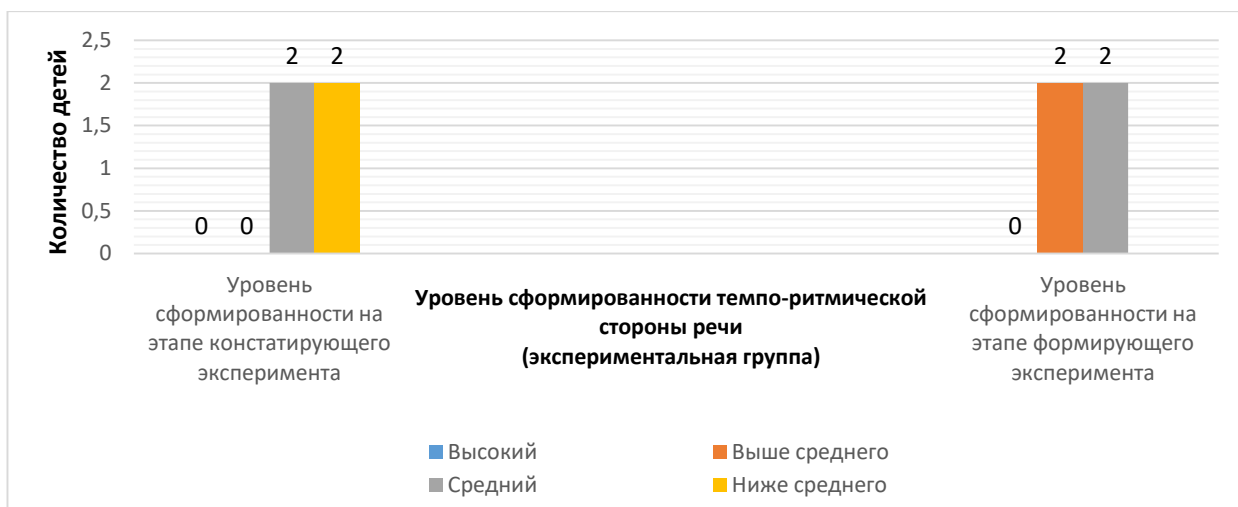 Количество детей
2,5
2
1,5
1
0,5
0
0
0
2
2
0
2
2
Уровень
сформированности на
этапе констатирующего
эксперимента
Уровень сформированности темпо-ритмической
стороны речи
(экспериментальная группа)
Уровень
сформированности на
этапе формирующего
эксперимента
Высокий
Выше среднего
Средний
Ниже среднего